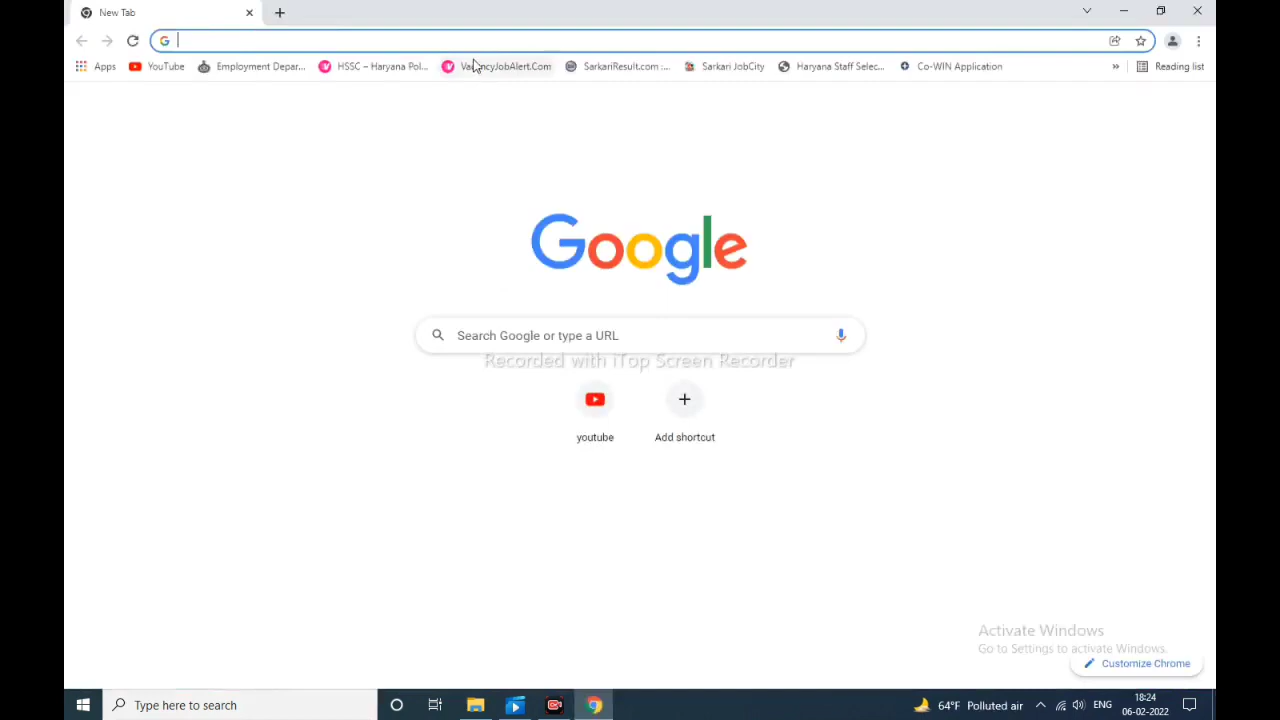 New Tab
Apps YouTube Employment Depar... HSSC – Haryana Pol... VacancyJobAlert.Com SarkariResult.com :... Sarkari JobCity Haryana Staff Selec... Co-WIN Application » Reading list
Google
Search Google or type a URL
Recorded with iTop Screen Recorder
youtube Add shortcut
Activate Windows
Go to Settings to activate Windows.
Customize Chrome
Type here to search 64°F Polluted air ENG 18:24
06-02-2022